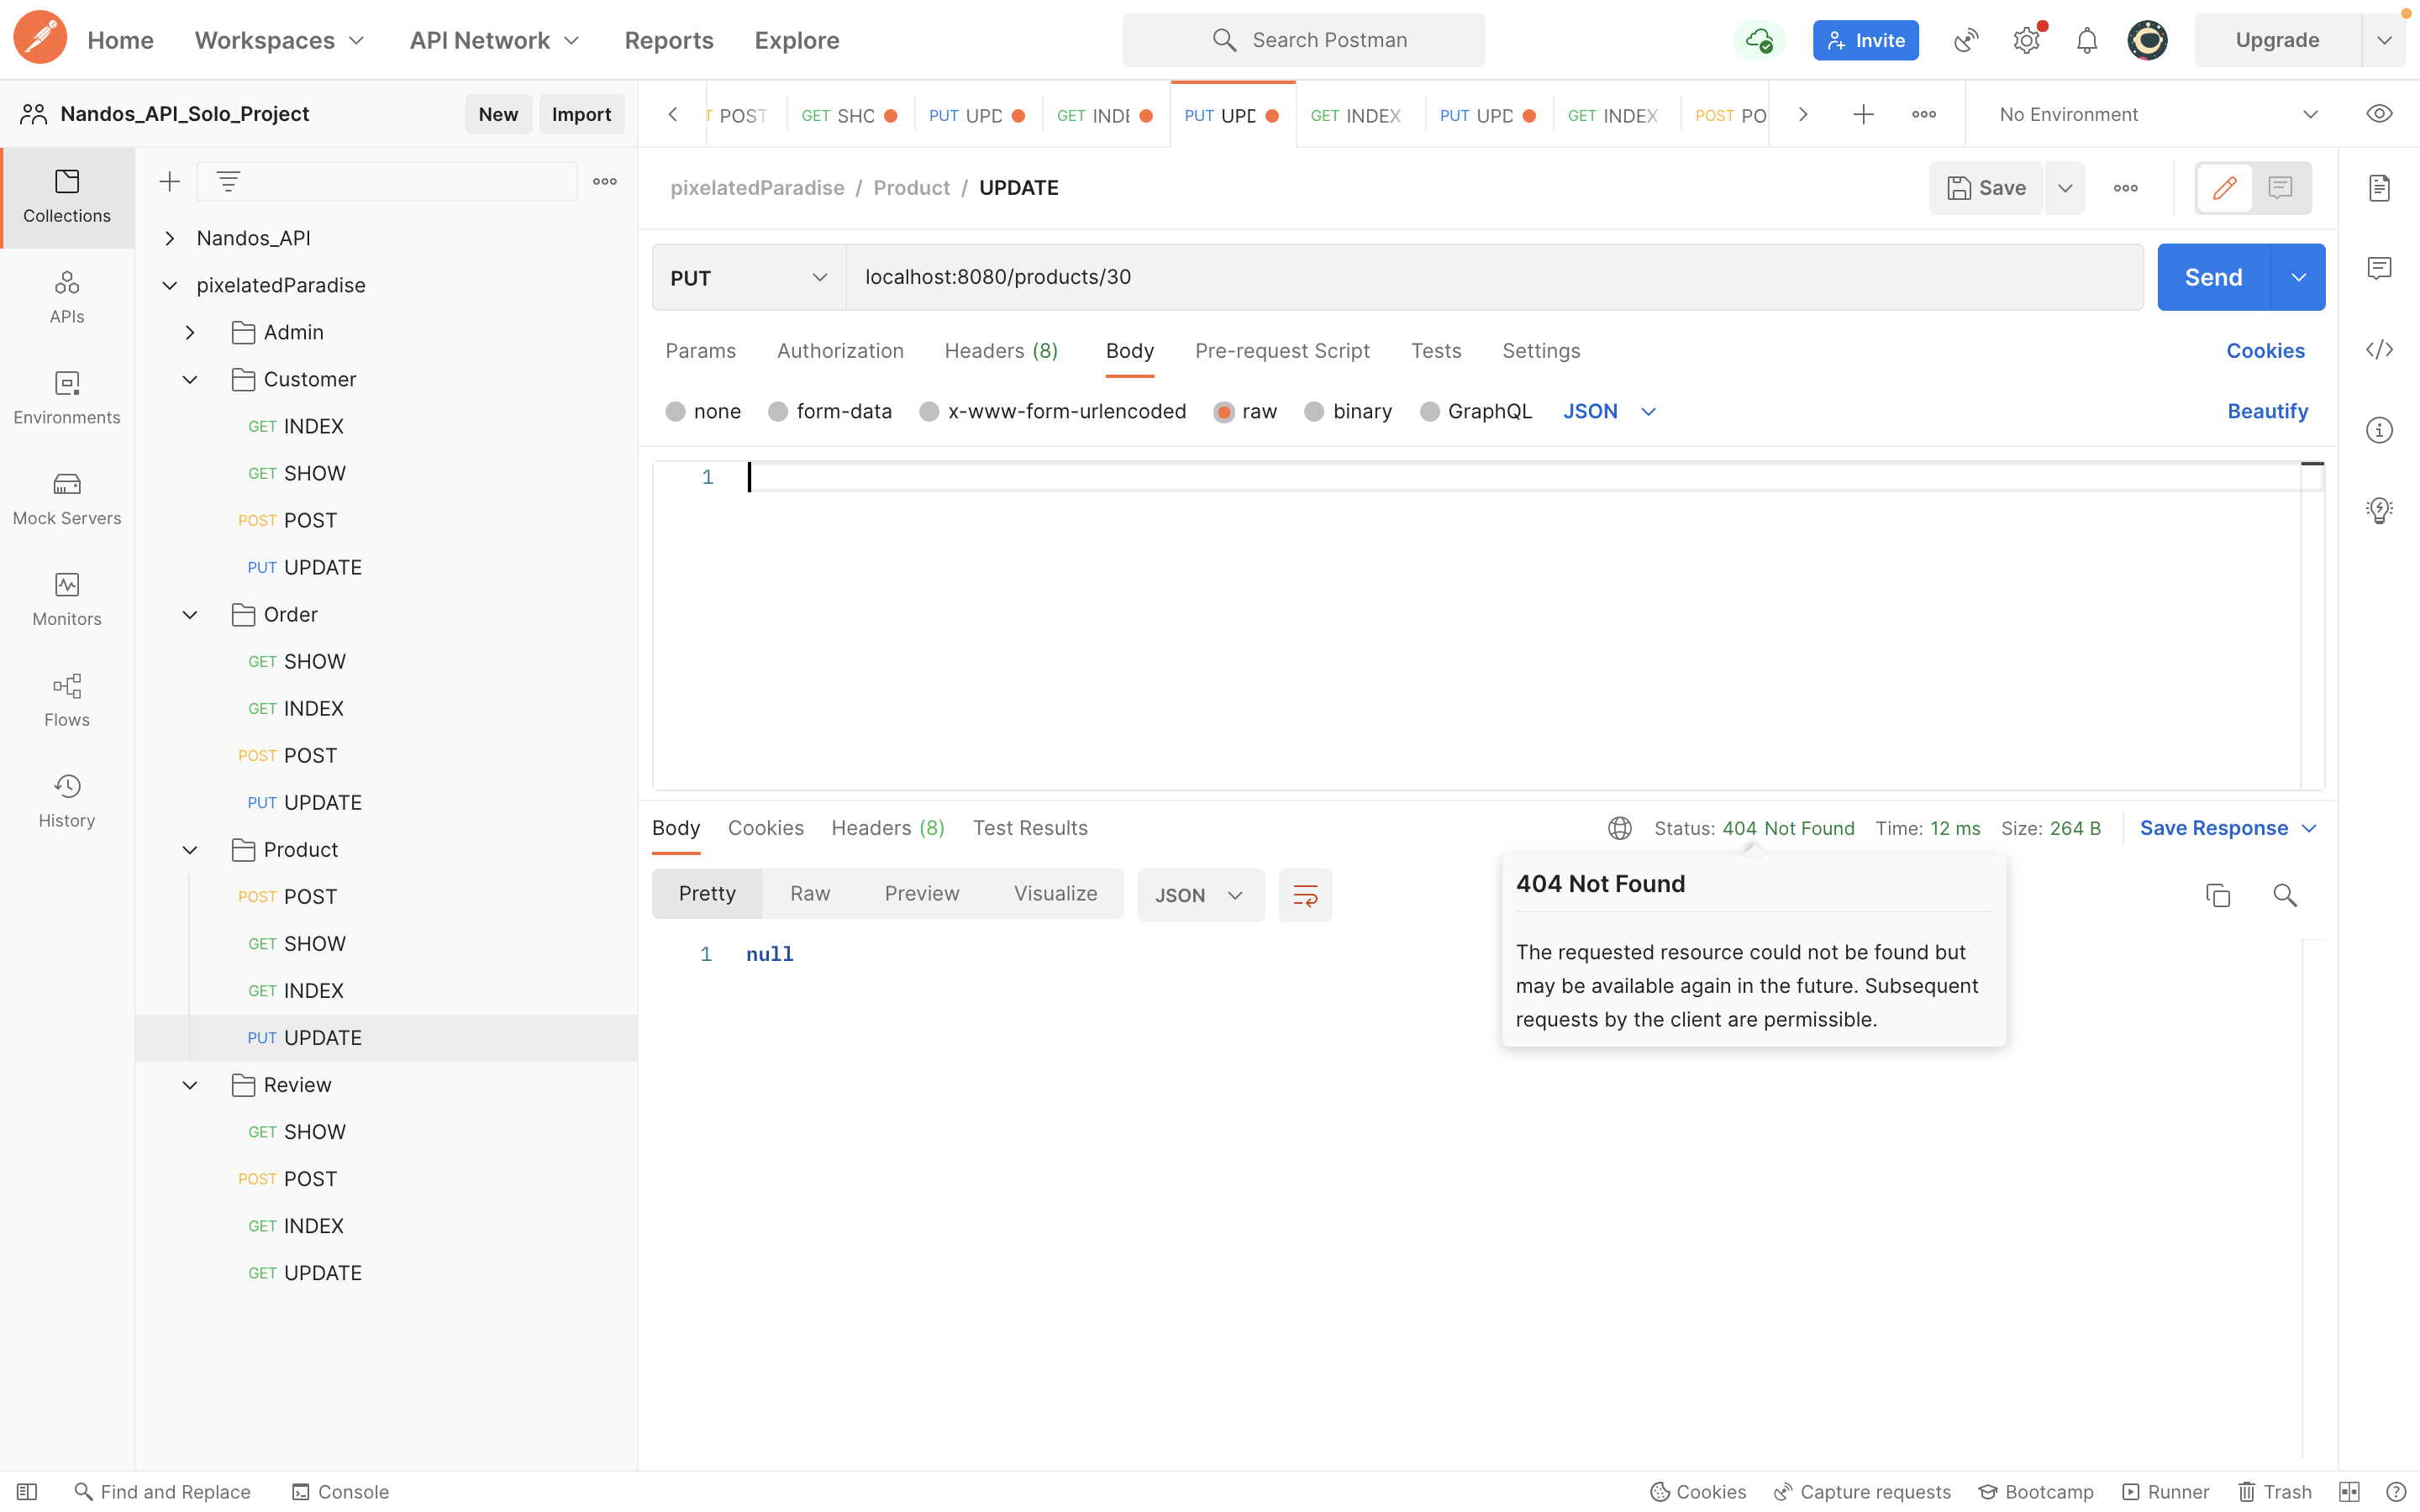 Home Workspaces API Network Reports Explore Search Postman Invite Upgrade
Nandos_API_Solo_Project New Import
POST GET SHC PUT UPD GET INDE PUT UPD GET INDEX PUT UPD GET INDEX POST PO No Environment
Collections
APIs
Environments
Mock Servers
Monitors
Flows
History
Nandos_API
pixelatedParadise
Admin
Customer
GET INDEX
GET SHOW
POST POST
PUT UPDATE
Order
GET SHOW
GET INDEX
POST POST
PUT UPDATE
Product
POST POST
GET SHOW
GET INDEX
PUT UPDATE
Review
GET SHOW
POST POST
GET INDEX
GET UPDATE
pixelatedParadise / Product / UPDATE Save
PUT localhost:8080/products/30 Send
Params Authorization Headers (8) Body Pre-request Script Tests Settings Cookies
none form-data x-www-form-urlencoded raw binary GraphQL JSON Beautify
1
Body Cookies Headers (8) Test Results Status: 404 Not Found Time: 12 ms Size: 264 B Save Response
Pretty Raw Preview Visualize JSON
1 null
404 Not Found
The requested resource could not be found but
may be available again in the future. Subsequent
requests by the client are permissible.
Find and Replace Console Cookies Capture requests Bootcamp Runner Trash